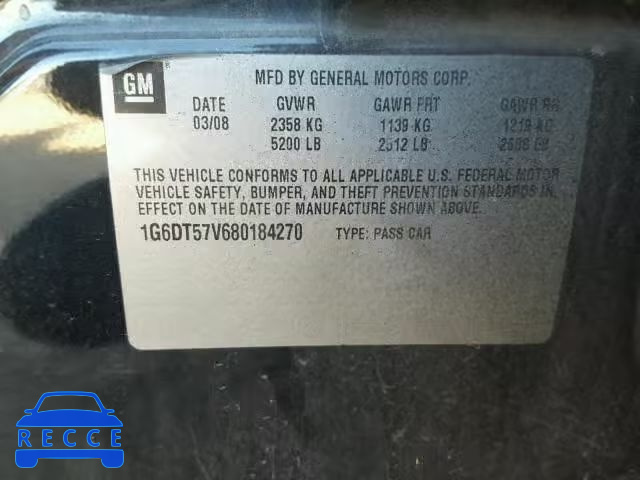 GM
MFD BY GENERAL MOTORS CORP.
DATE GVWR GAWR FRT GAWR RR
03/08 2358 KG 1139 KG 1219 KG
5200 LB 2512 LB LB
THIS VEHICLE CONFORMS TO ALL APPLICABLE U.S. FEDERAL MOTOR
VEHICLE SAFETY, BUMPER, AND THEFT PREVENTION STANDARDS IN
EFFECT ON THE DATE OF MANUFACTURE SHOWN ABOVE.
1G6DT57V680184270 TYPE: PASS CAR
RECCE